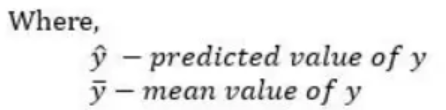 Where,
ŷ – predicted value of y
ȳ – mean value of y